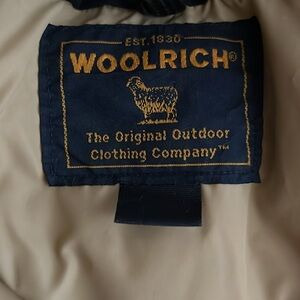 EST. 1830
WOOLRICH®
The Original Outdoor
Clothing Company™